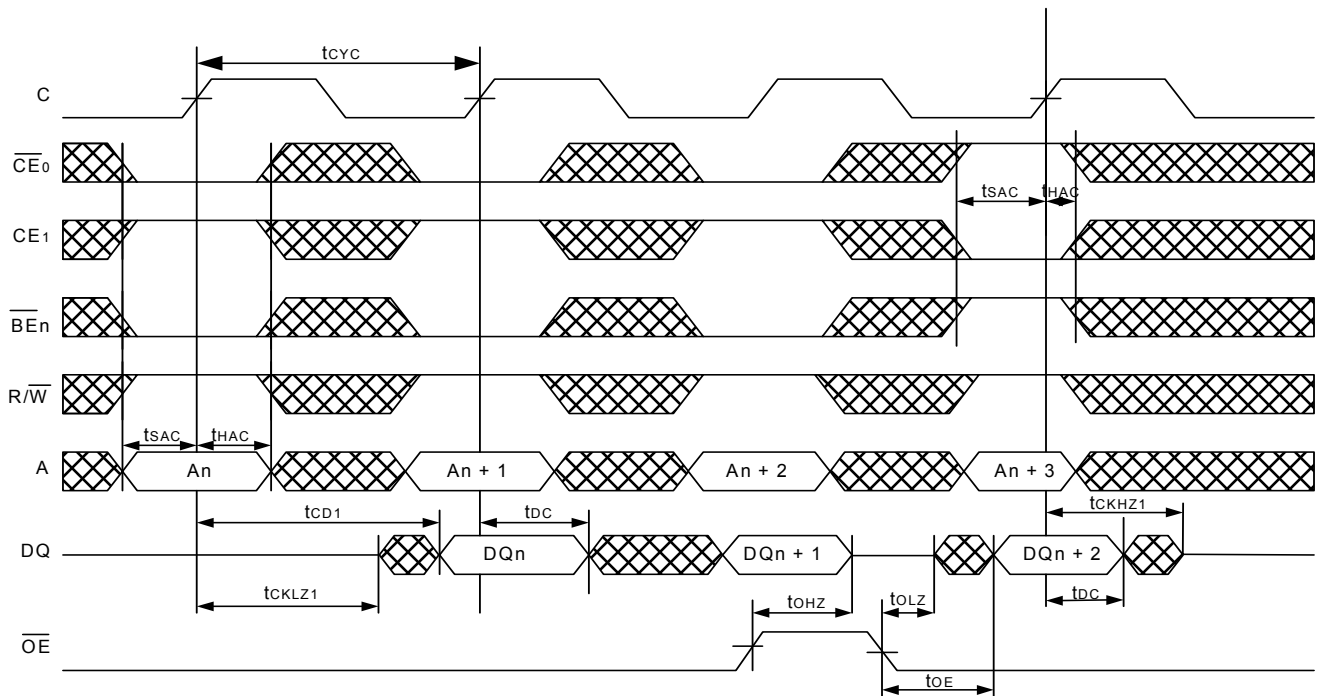 tCYC
C
CE0
tSAC tHAC
CE1
BEn
R/W
tSAC tHAC
A An An + 1 An + 2 An + 3
tCD1 tDC tCKHZ1
DQ DQn DQn + 1 DQn + 2
tCKLZ1 tOHZ tOLZ tDC
OE
tOE